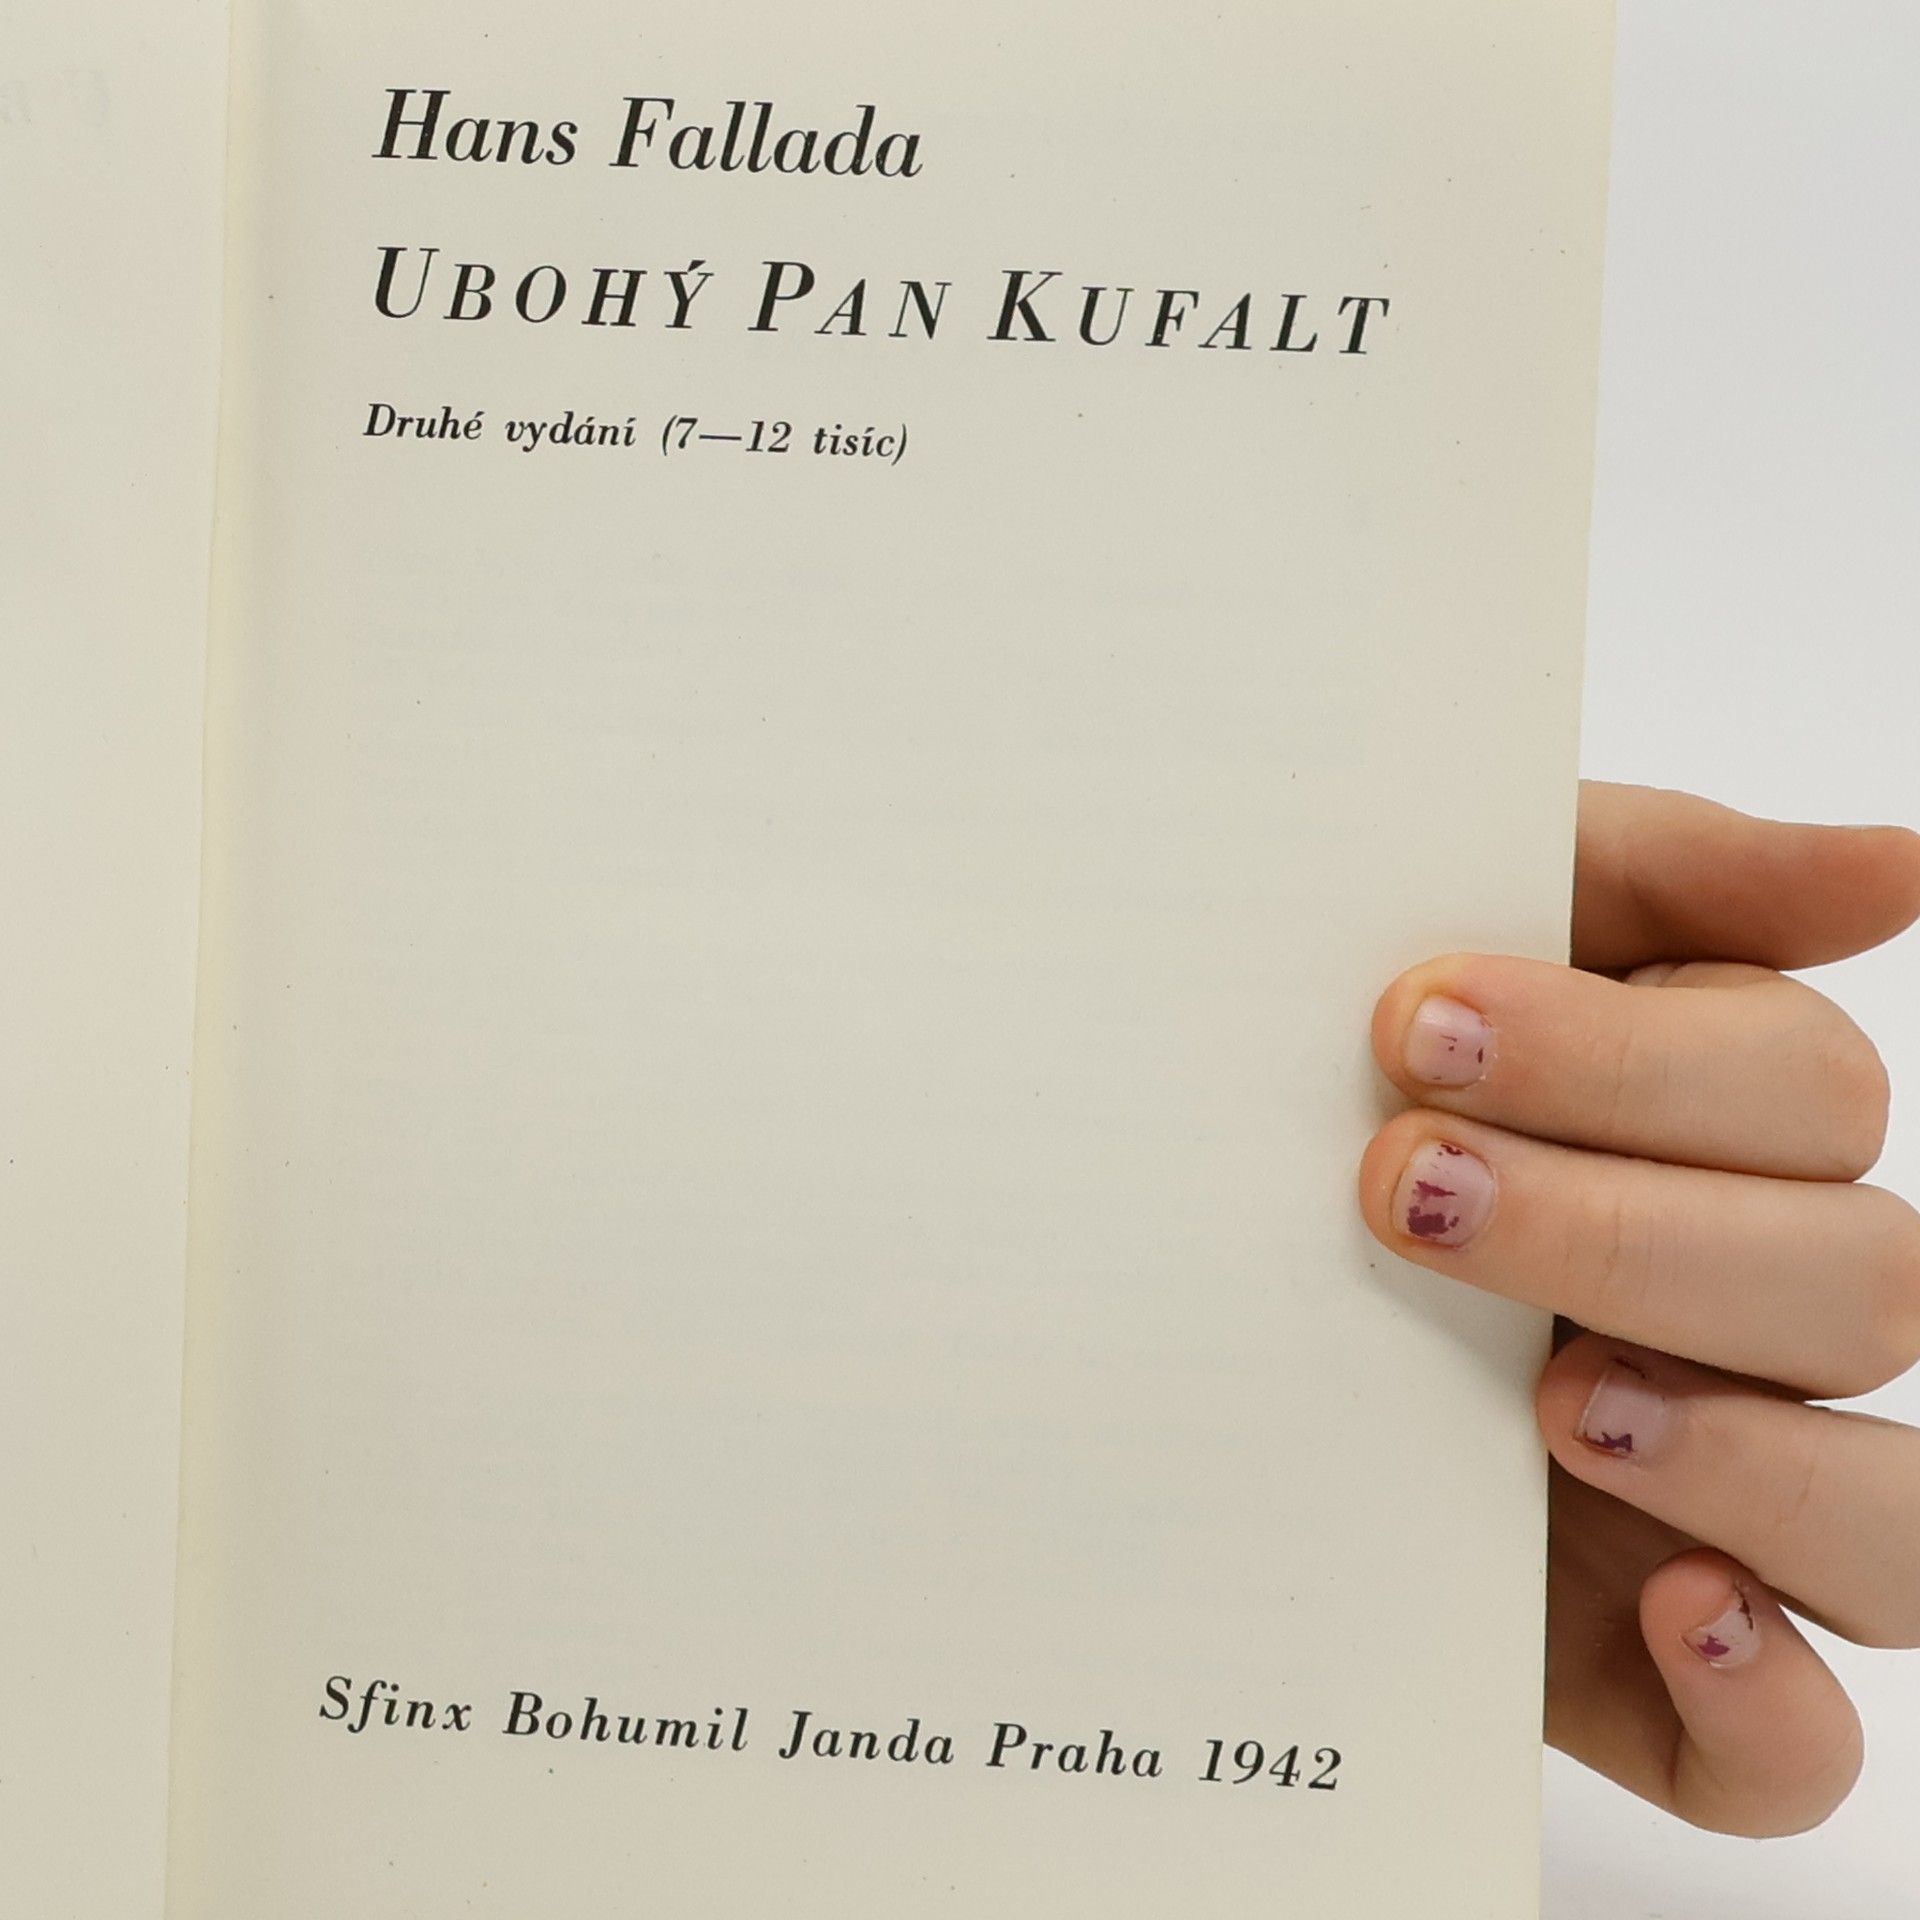 Hans Fallada
UBOHÝ PAN KUFALT
Druhé vydání (7—12 tisíc)
Sfinx Bohumil Janda Praha 1942